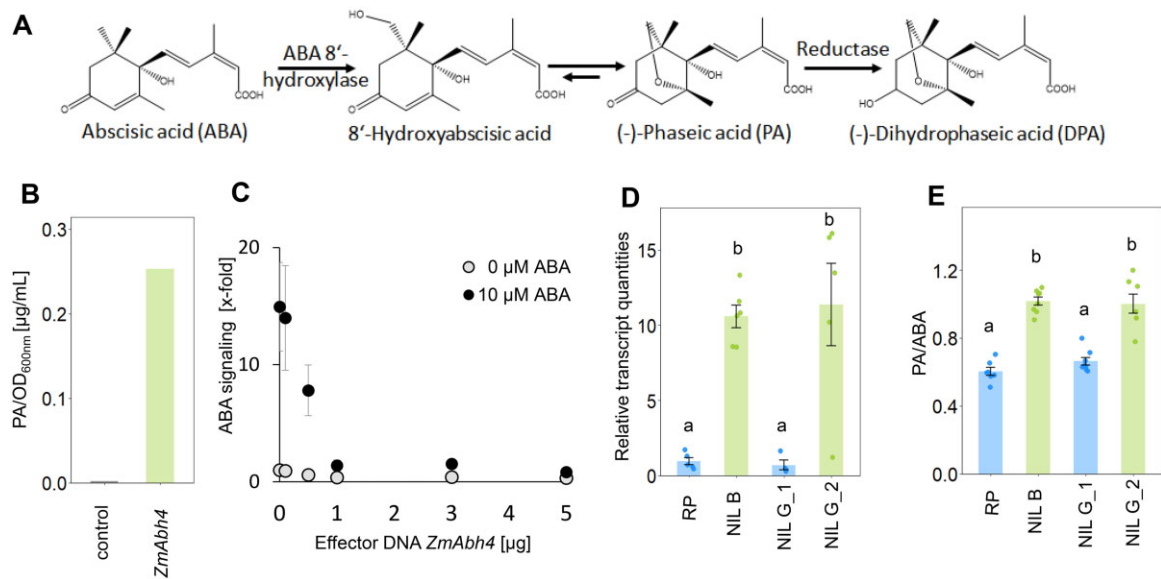 A
HO
ABA 8′-
hydroxylase
Reductase
OH
O
COOH
OH
O
COOH
O
OH
O
COOH
HO
OH
O
COOH
Abscisic acid (ABA)
8′-Hydroxyabscisic acid
(-)-Phaseic acid (PA)
(-)-Dihydrophaseic acid (DPA)
B
PA/OD600nm [µg/mL]
0.3
0.2
0.1
0.0
control
ZmAbh4
C
ABA signaling [x-fold]
20
10
0
0 µM ABA
10 µM ABA
0 1 2 3 4 5
Effector DNA ZmAbh4 [µg]
D
Relative transcript quantities
15
10
5
0
a
b
a
b
RP
NIL B
NIL G_1
NIL G_2
E
PA/ABA
1.2
0.8
0.4
0.0
a
b
a
b
RP
NIL B
NIL G_1
NIL G_2